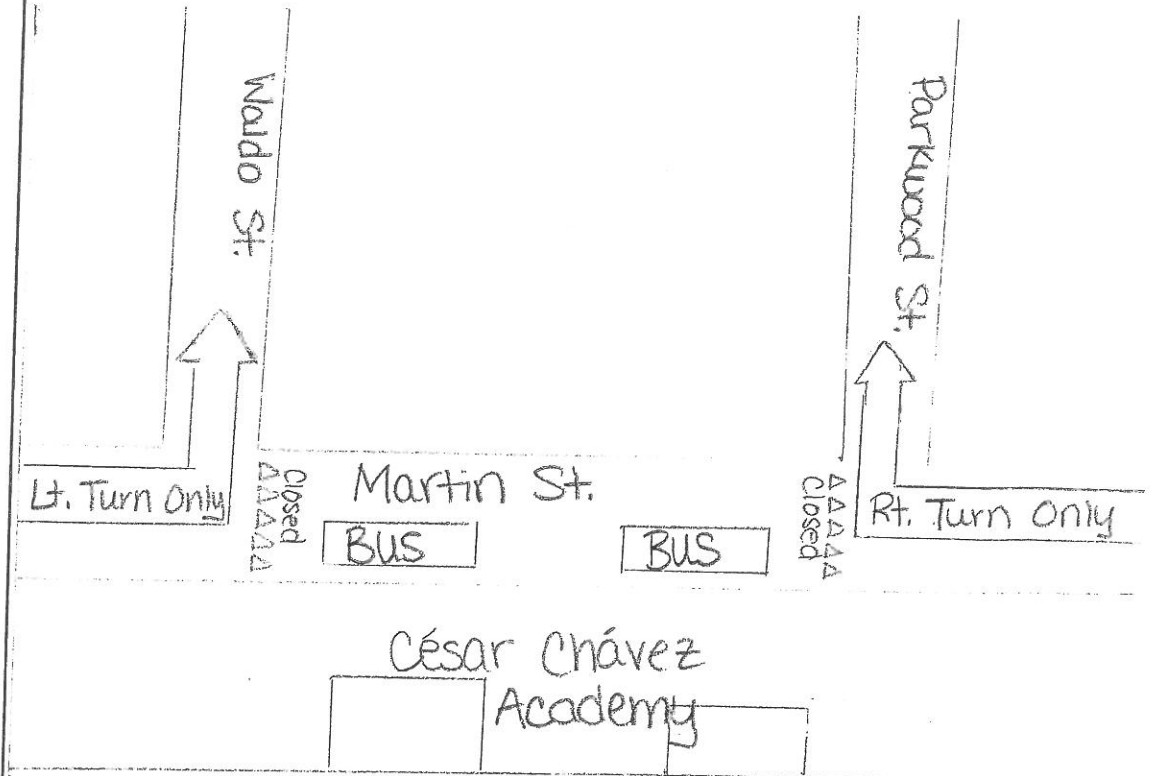 Waldo St.
Parkwood St.
Lt. Turn Only
Closed
Martin St.
BUS
BUS
Closed
Rt. Turn Only
César Chávez
Academy